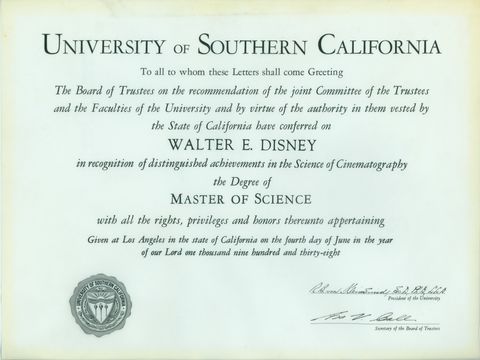 UNIVERSITY OF SOUTHERN CALIFORNIA
To all to whom these Letters shall come Greeting
The Board of Trustees on the recommendation of the joint Committee of the Trustees
and the Faculties of the University and by virtue of the authority in them vested by
the State of California have conferred on
WALTER E. DISNEY
in recognition of distinguished achievements in the Science of Cinematography
the Degree of
MASTER OF SCIENCE
with all the rights, privileges and honors thereunto appertaining
Given at Los Angeles in the state of California on the fourth day of June in the year
of our Lord one thousand nine hundred and thirty-eight
President of the University
Secretary of the Board of Trustees
UNIVERSITY OF SOUTHERN CALIFORNIA